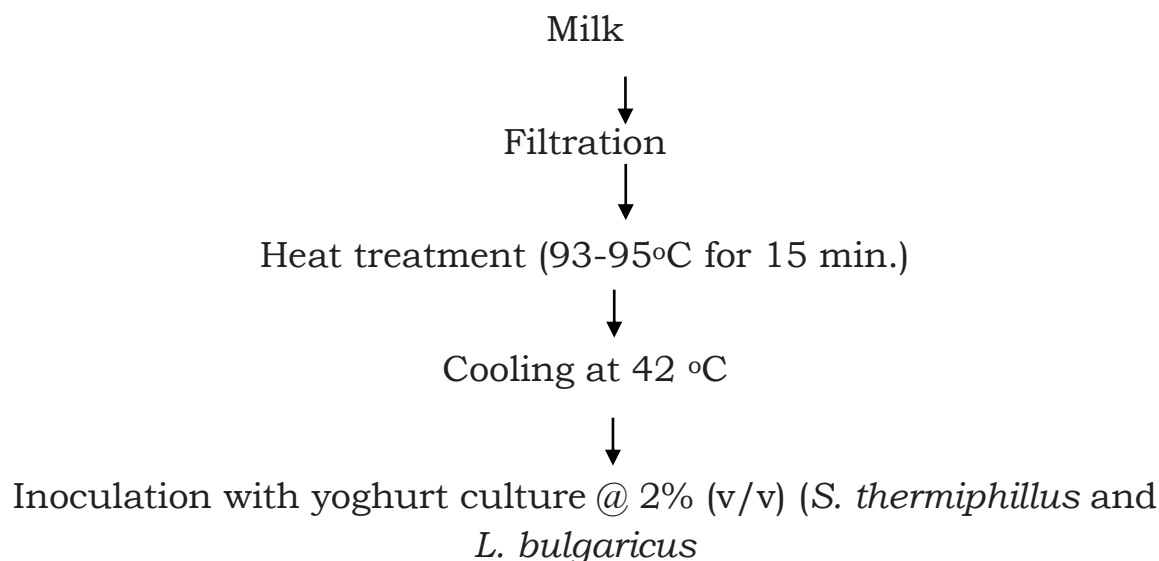 Milk
Filtration
Heat treatment (93-95oC for 15 min.)
Cooling at 42 oC
Inoculation with yoghurt culture @ 2% (v/v) (S. thermiphillus and
L. bulgaricus